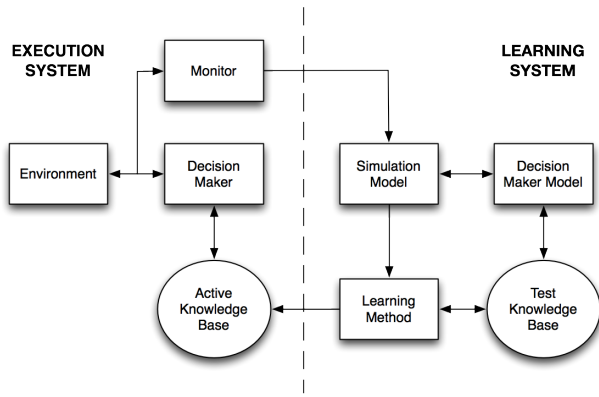 EXECUTION
SYSTEM
LEARNING
SYSTEM
Monitor
Environment
Decision
Maker
Simulation
Model
Decision
Maker Model
Active
Knowledge
Base
Learning
Method
Test
Knowledge
Base